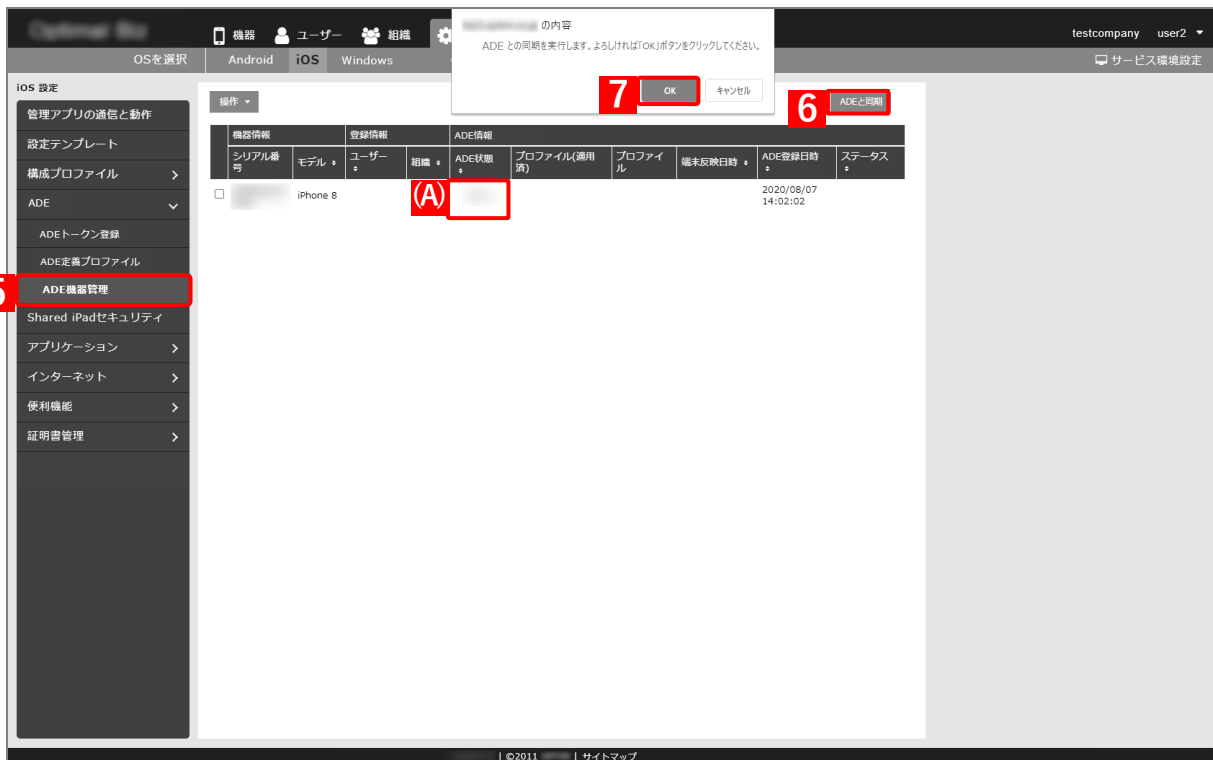 の内容
ADE との同期を実行します。よろしければ「OK」ボタンをクリックしてください。
7
OK
キャンセル
機器
ユーザー
組織
testcompany user2
OSを選択
Android
iOS
Windows
サービス環境設定
iOS 設定
管理アプリの通信と動作
設定テンプレート
構成プロファイル
ADE
ADEトークン登録
ADE定義プロファイル
5
ADE機器管理
Shared iPadセキュリティ
アプリケーション
インターネット
便利機能
証明書管理
操作
6
ADEと同期
機器情報 登録情報 ADE情報
シリアル番号 モデル ユーザー 組織 ADE状態 プロファイル(適用済) プロファイル 端末反映日時 ADE登録日時 ステータス
iPhone 8
(A)
2020/08/07
14:02:02
| ©2011
| サイトマップ